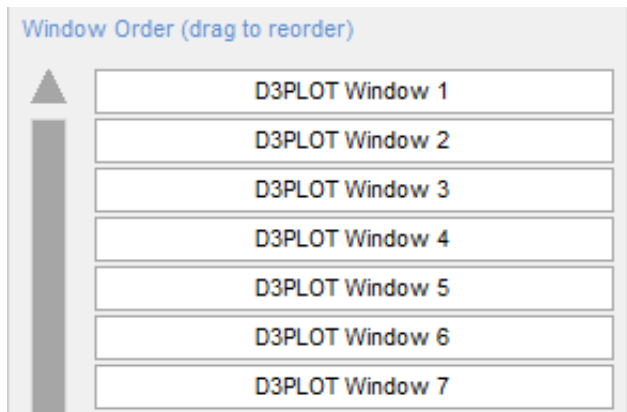 Window Order (drag to reorder)
D3PLOT Window 1
D3PLOT Window 2
D3PLOT Window 3
D3PLOT Window 4
D3PLOT Window 5
D3PLOT Window 6
D3PLOT Window 7